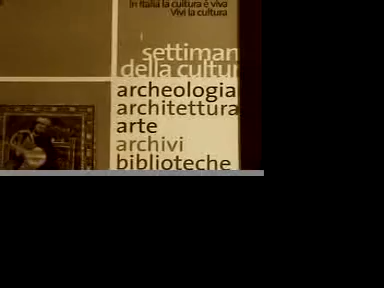 In Italia la cultura è viva
Vivi la cultura
settiman
della cultur
archeologia
architettura
arte
archivi
biblioteche